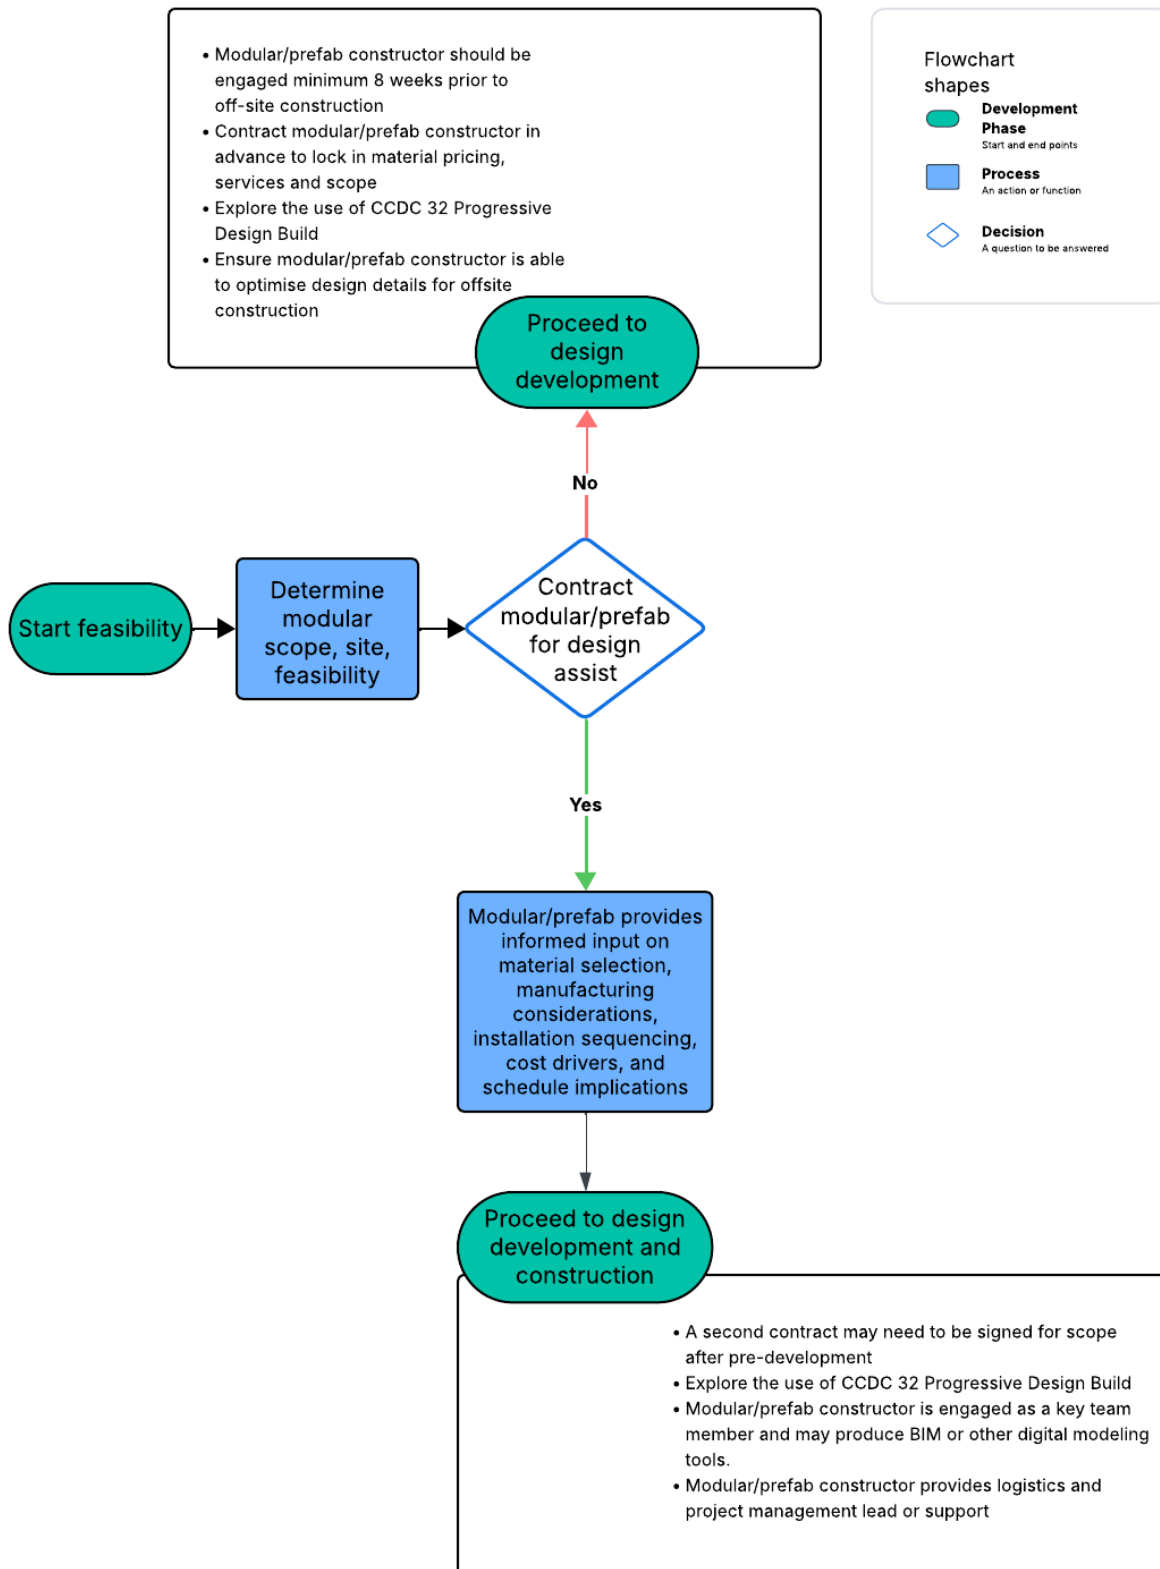 • Modular/prefab constructor should be
engaged minimum 8 weeks prior to
off-site construction
• Contract modular/prefab constructor in
advance to lock in material pricing,
services and scope
• Explore the use of CCDC 32 Progressive
Design Build
• Ensure modular/prefab constructor is able
to optimise design details for offsite
construction
Flowchart
shapes
Development
Phase
Start and end points
Process
An action or function
Decision
A question to be answered
Proceed to
design
development
No
Start feasibility
Determine
modular
scope, site,
feasibility
Contract
modular/prefab
for design
assist
Yes
Modular/prefab provides
informed input on
material selection,
manufacturing
considerations,
installation sequencing,
cost drivers, and
schedule implications
Proceed to design
development and
construction
• A second contract may need to be signed for scope
after pre-development
• Explore the use of CCDC 32 Progressive Design Build
• Modular/prefab constructor is engaged as a key team
member and may produce BIM or other digital modeling
tools.
• Modular/prefab constructor provides logistics and
project management lead or support